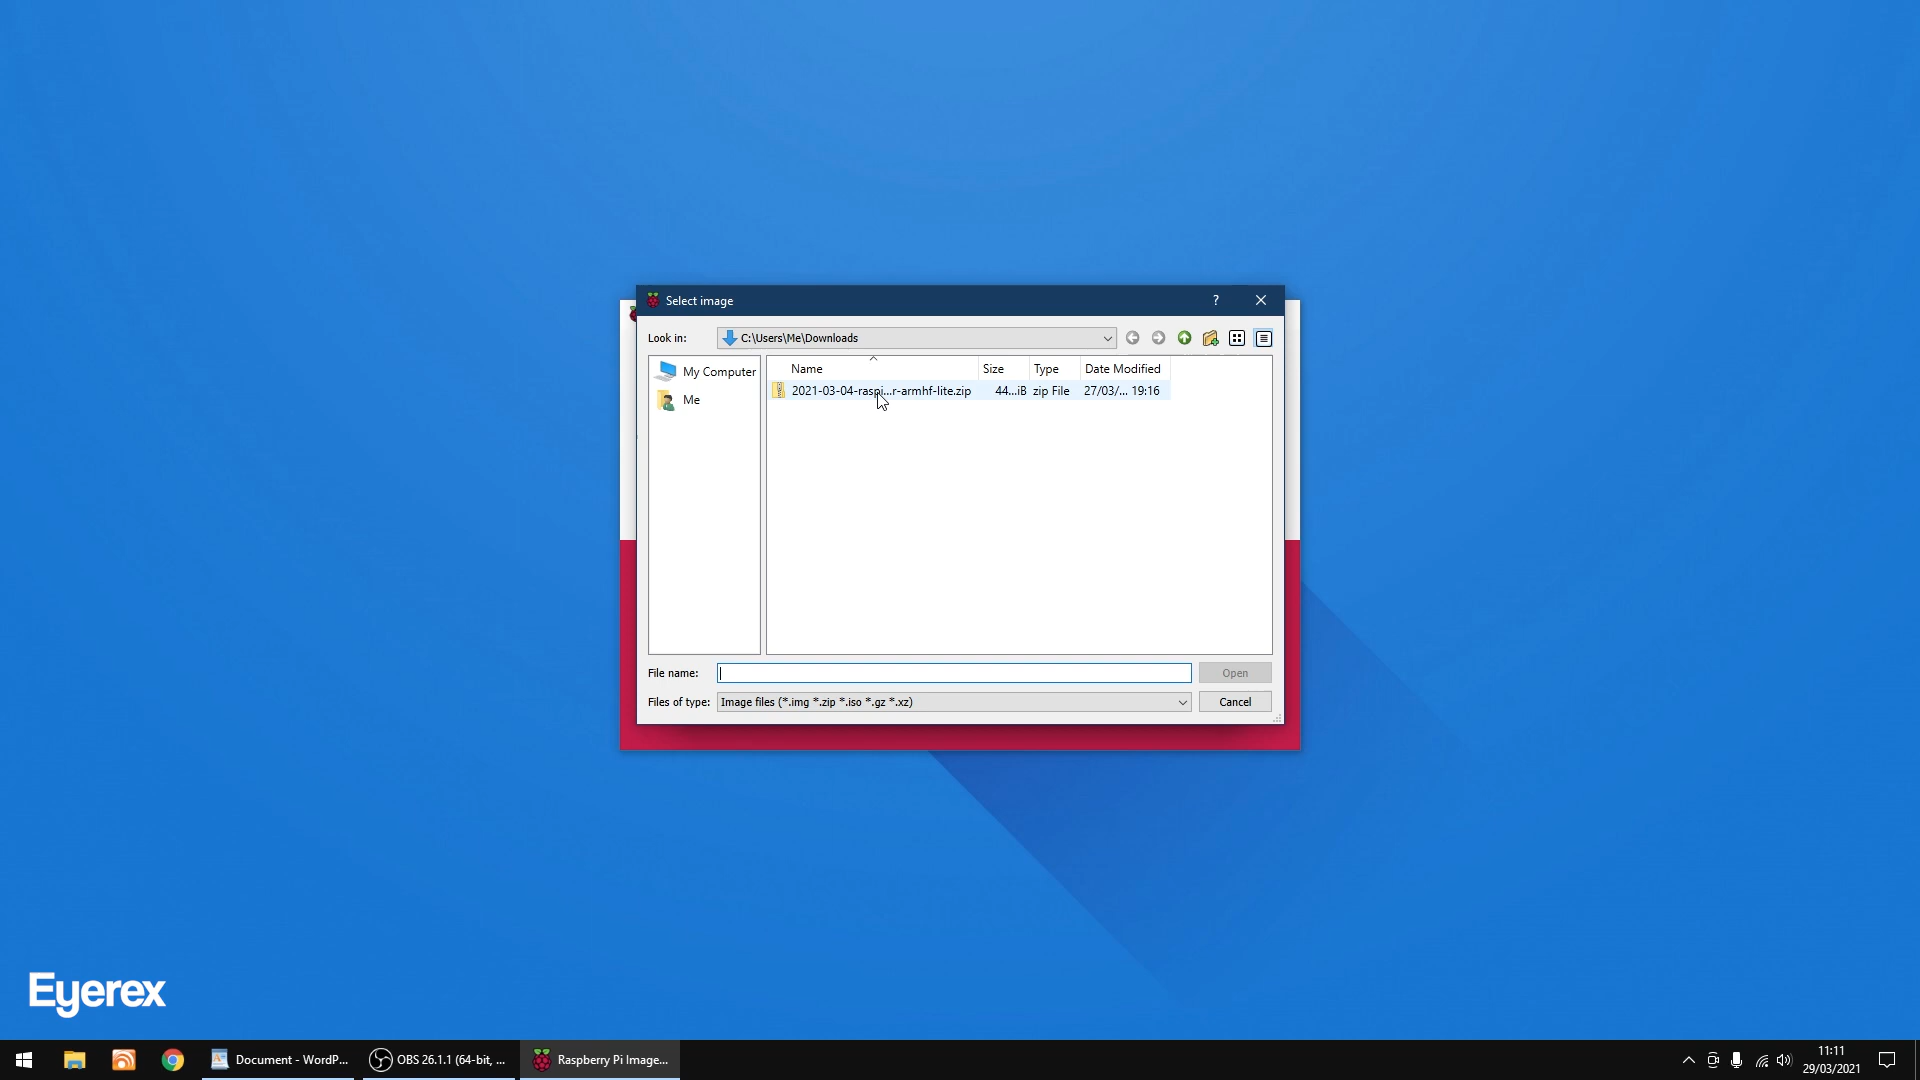 Select image
?
Look in:
C:\Users\Me\Downloads
My Computer
Me
Name Size Type Date Modified
2021-03-04-raspi...r-armhf-lite.zip 44...iB zip File 27/03/... 19:16
File name:
Open
Files of type:
Image files (*.img *.zip *.iso *.gz *.xz)
Cancel
Eyerex
Document - WordP...
OBS 26.1.1 (64-bit, ...
Raspberry Pi Image...
11:11
29/03/2021